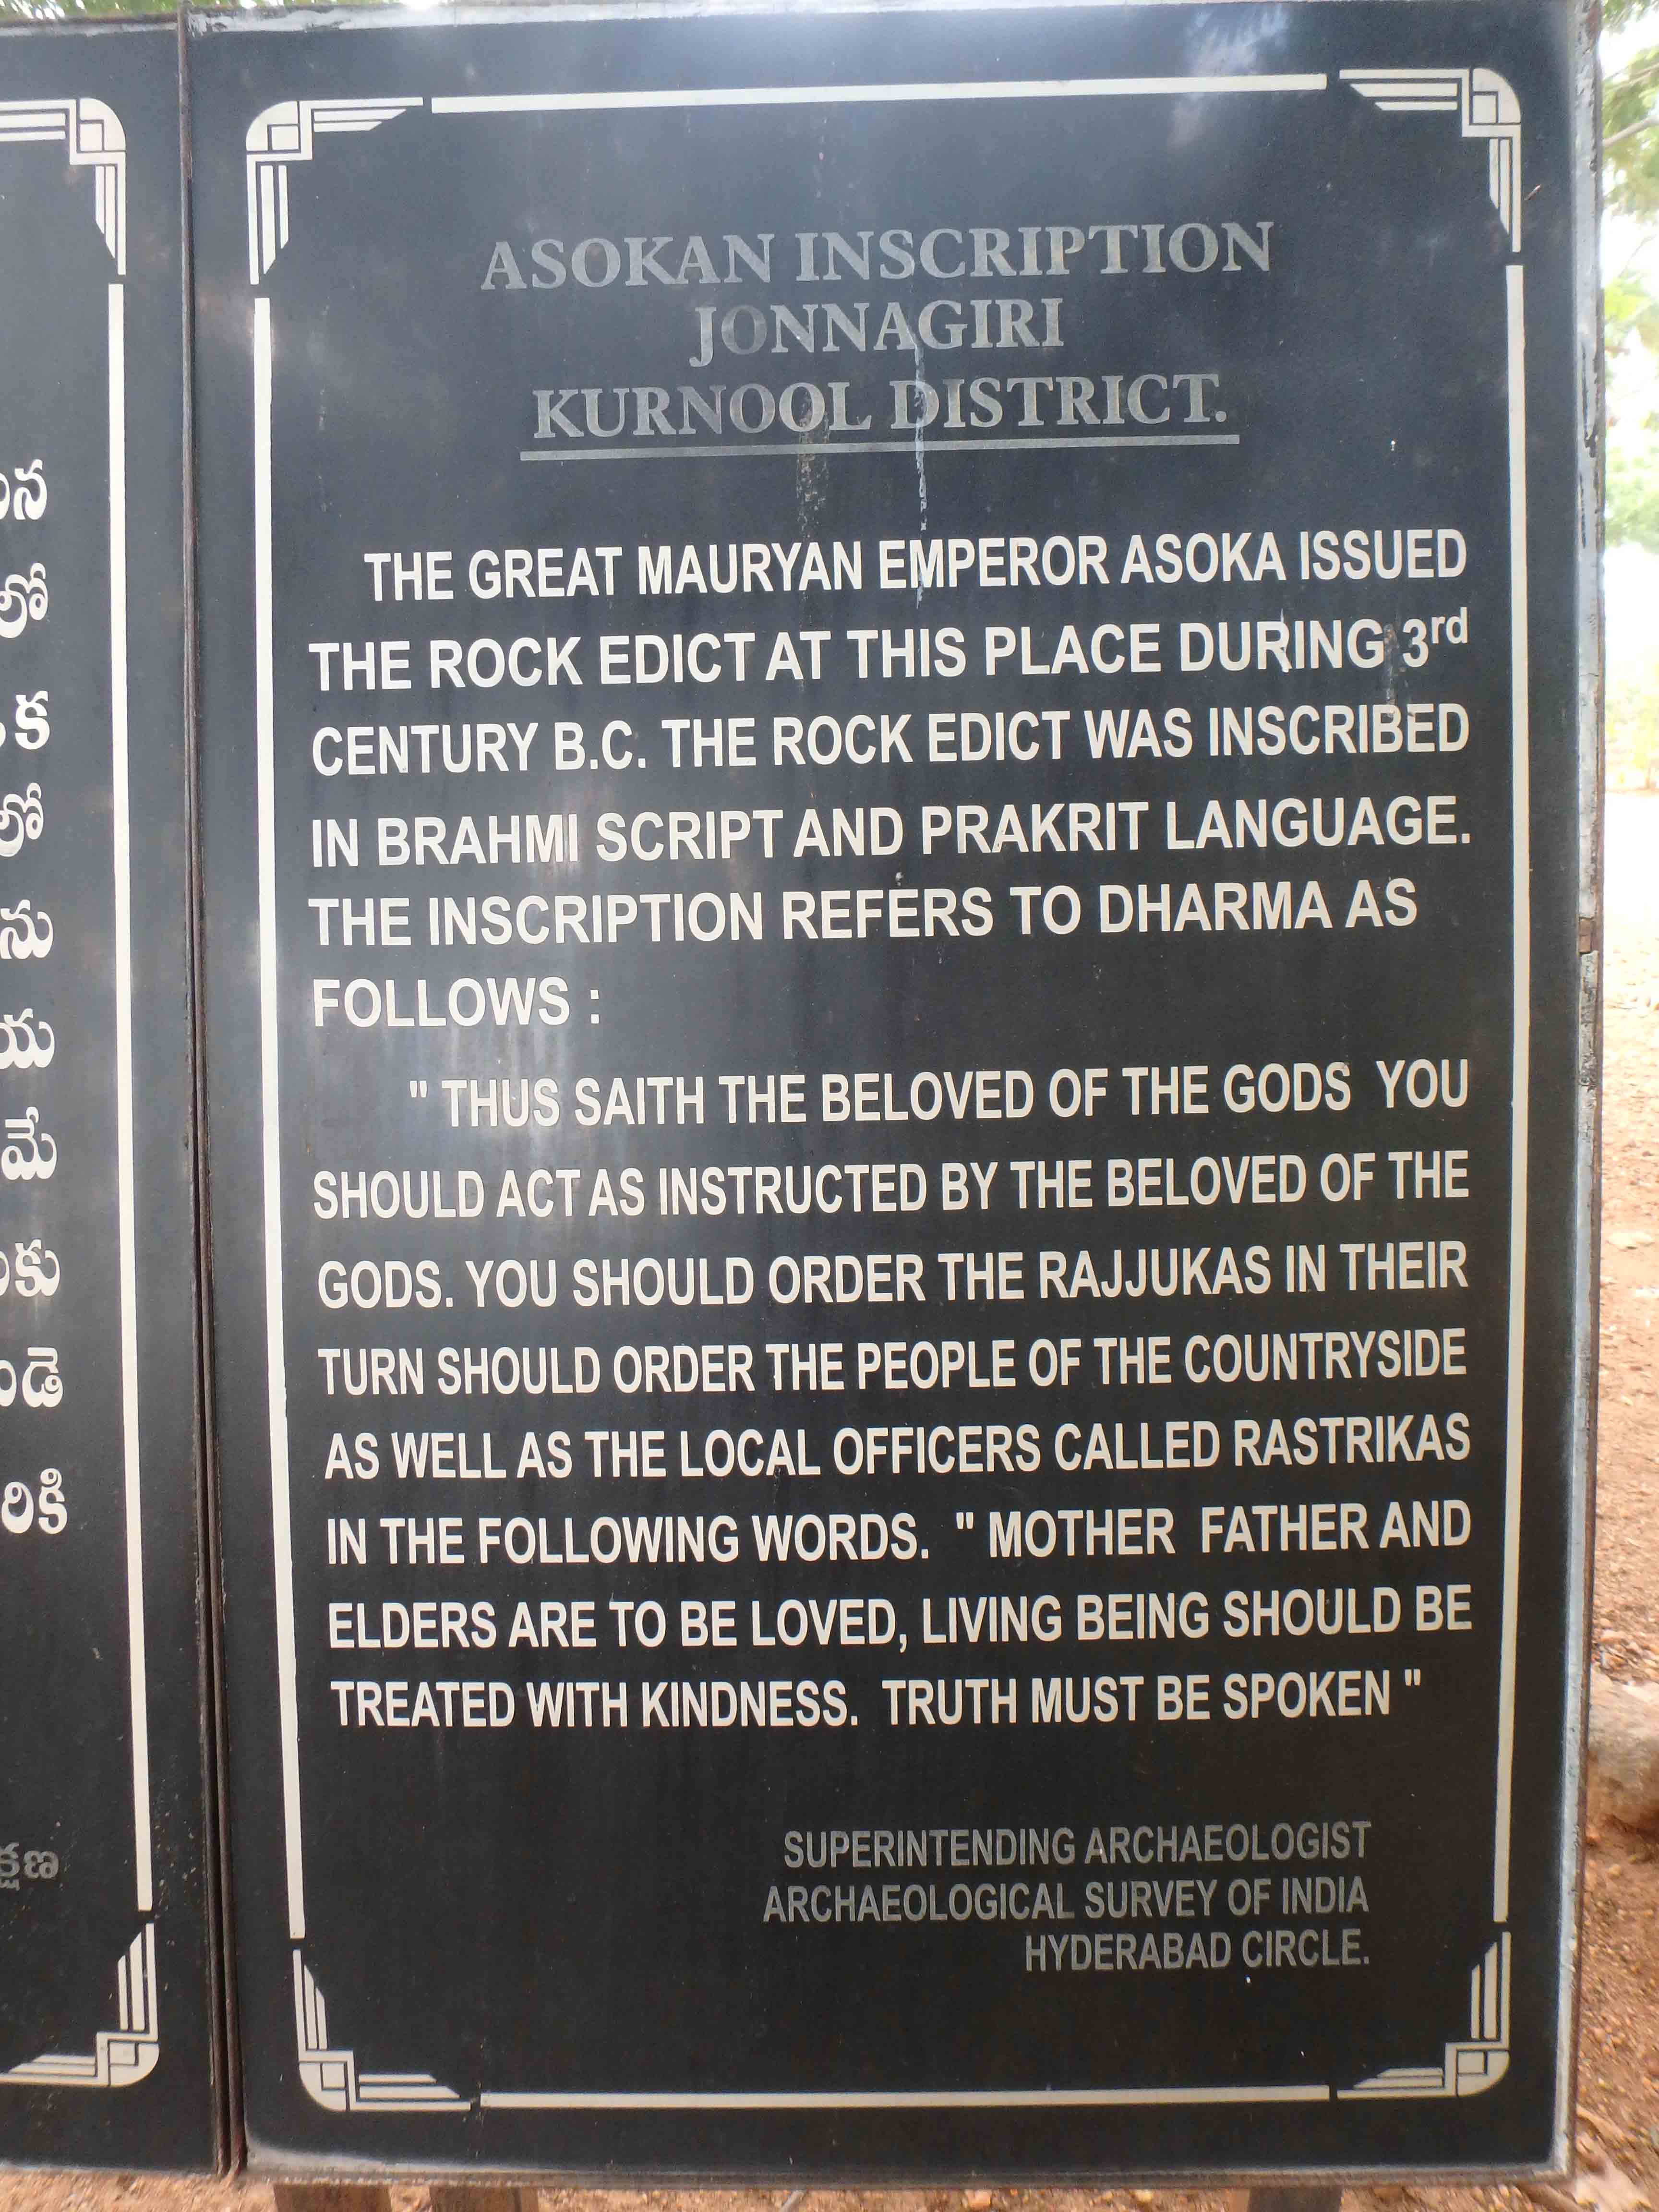 ASOKAN INSCRIPTION
JONNAGIRI
KURNOOL DISTRICT.
THE GREAT MAURYAN EMPEROR ASOKA ISSUED
THE ROCK EDICT AT THIS PLACE DURING 3rd
CENTURY B.C. THE ROCK EDICT WAS INSCRIBED
IN BRAHMI SCRIPT AND PRAKRIT LANGUAGE.
THE INSCRIPTION REFERS TO DHARMA AS
FOLLOWS :
" THUS SAITH THE BELOVED OF THE GODS YOU
SHOULD ACT AS INSTRUCTED BY THE BELOVED OF THE
GODS. YOU SHOULD ORDER THE RAJJUKAS IN THEIR
TURN SHOULD ORDER THE PEOPLE OF THE COUNTRYSIDE
AS WELL AS THE LOCAL OFFICERS CALLED RASTRIKAS
IN THE FOLLOWING WORDS. " MOTHER FATHER AND
ELDERS ARE TO BE LOVED, LIVING BEING SHOULD BE
TREATED WITH KINDNESS. TRUTH MUST BE SPOKEN "
SUPERINTENDING ARCHAEOLOGIST
ARCHAEOLOGICAL SURVEY OF INDIA
HYDERABAD CIRCLE.